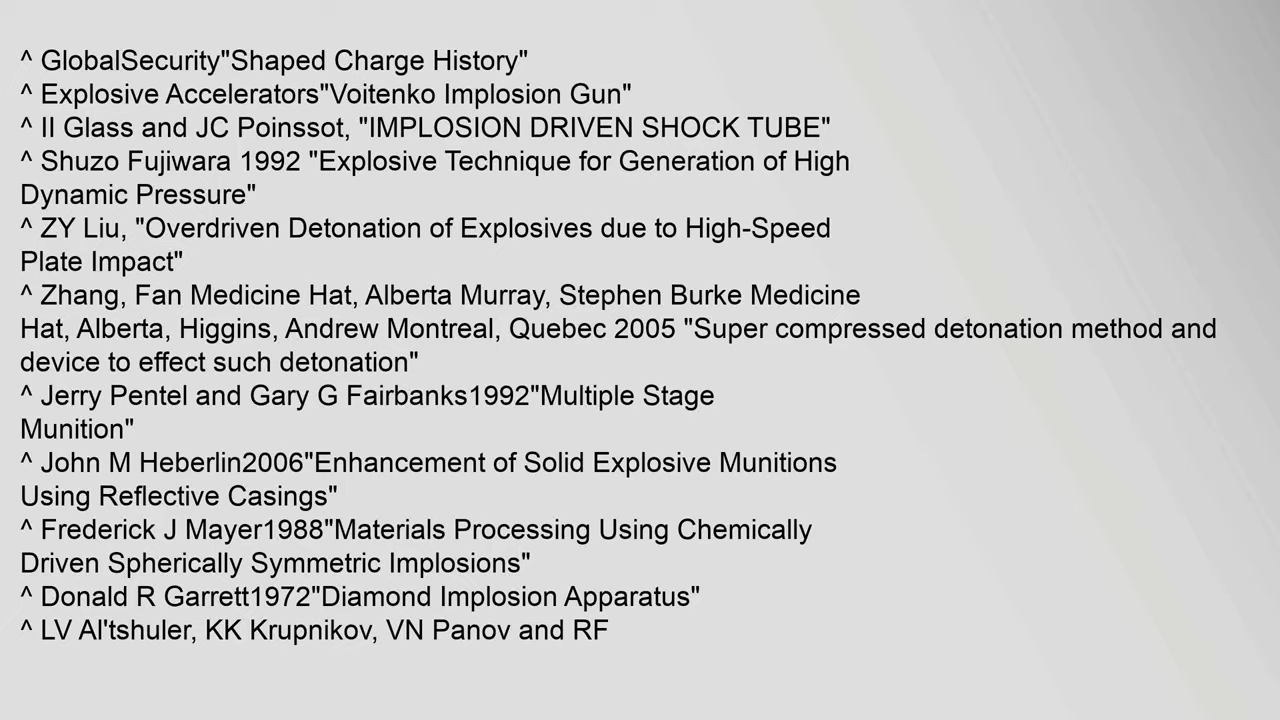 ^ GlobalSecurity"Shaped Charge History"
^ Explosive Accelerators"Voitenko Implosion Gun"
^ II Glass and JC Poinssot, "IMPLOSION DRIVEN SHOCK TUBE"
^ Shuzo Fujiwara 1992 "Explosive Technique for Generation of High
Dynamic Pressure"
^ ZY Liu, "Overdriven Detonation of Explosives due to High-Speed
Plate Impact"
^ Zhang, Fan Medicine Hat, Alberta Murray, Stephen Burke Medicine
Hat, Alberta, Higgins, Andrew Montreal, Quebec 2005 "Super compressed detonation method and
device to effect such detonation"
^ Jerry Pentel and Gary G Fairbanks1992"Multiple Stage
Munition"
^ John M Heberlin2006"Enhancement of Solid Explosive Munitions
Using Reflective Casings"
^ Frederick J Mayer1988"Materials Processing Using Chemically
Driven Spherically Symmetric Implosions"
^ Donald R Garrett1972"Diamond Implosion Apparatus"
^ LV Al'tshuler, KK Krupnikov, VN Panov and RF